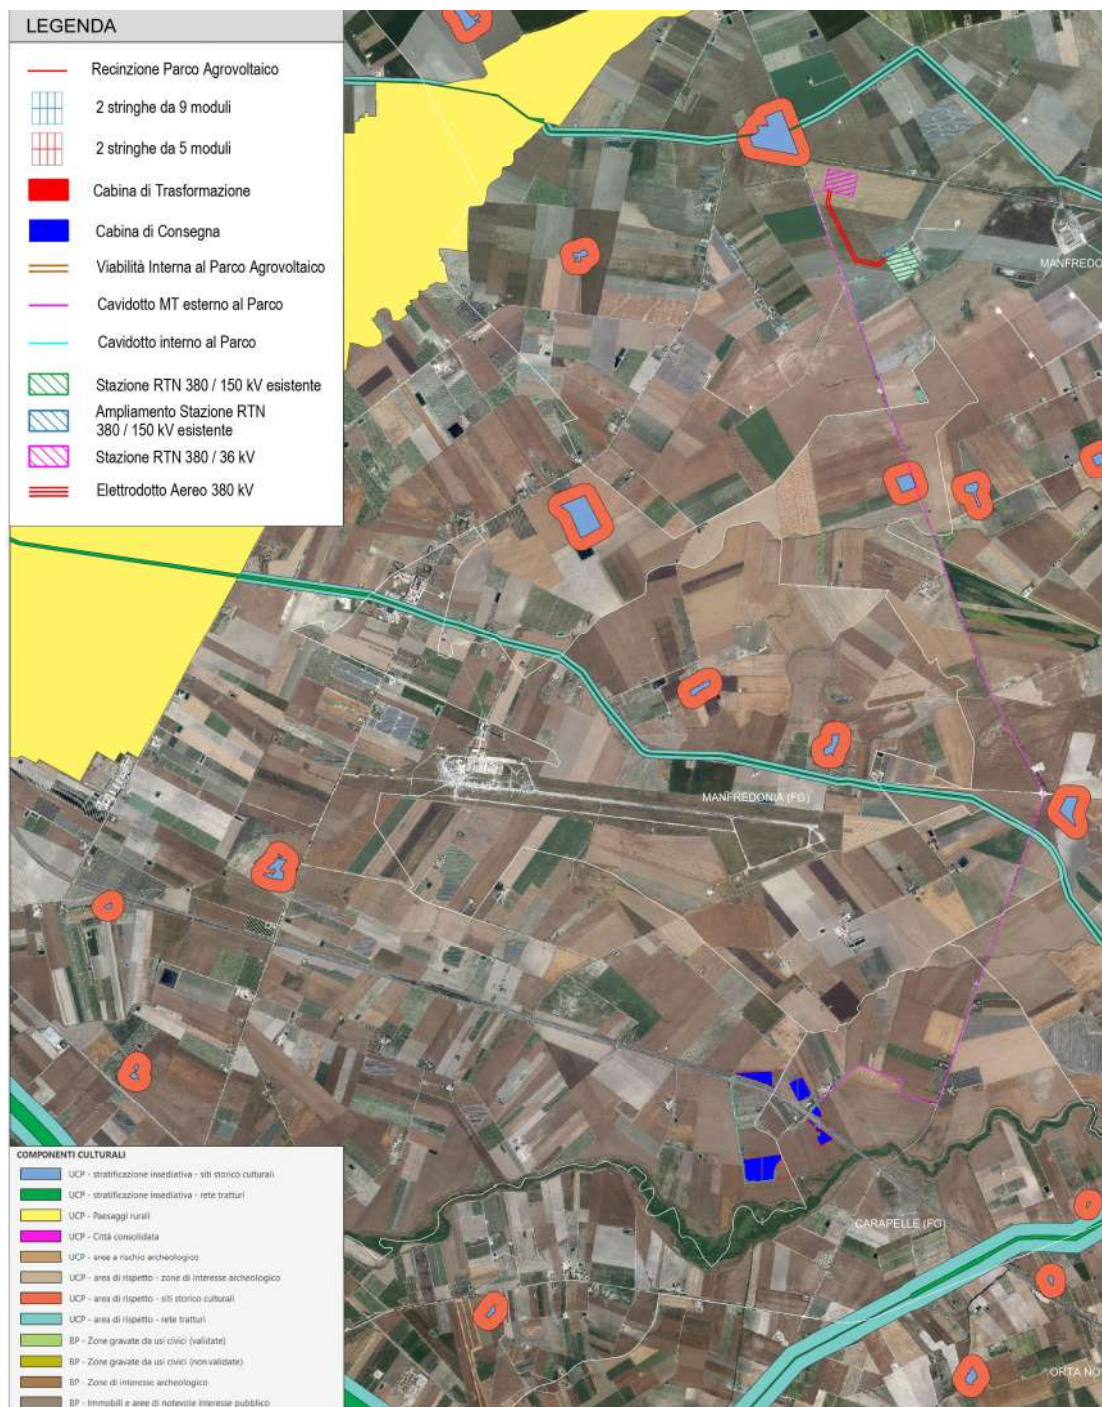 LEGENDA
Recinzione Parco Agrovoltaico
2 stringhe da 9 moduli
2 stringhe da 5 moduli
Cabina di Trasformazione
Cabina di Consegna
Viabilità Interna al Parco Agrovoltaico
Cavidotto MT esterno al Parco
Cavidotto interno al Parco
Stazione RTN 380 / 150 kV esistente
Ampliamento Stazione RTN
380 / 150 kV esistente
Stazione RTN 380 / 36 kV
Elettrodotto Aereo 380 kV
MANFREDO
MANFREDONIA (FG)
CARAPELLE (FG)
ORTA NO
COMPONENTI CULTURALI
UCP - stratificazione insediativa - siti storico culturali
UCP - stratificazione insediativa - rete tratturi
UCP - Paesaggi rurali
UCP - Città consolidata
UCP - aree a rischio archeologico
UCP - area di rispetto - zone di interesse archeologico
UCP - area di rispetto - siti storico culturali
UCP - area di rispetto - rete tratturi
BP - Zone gravate da usi civici (validate)
BP - Zone gravate da usi civici (non validate)
BP - Zone di interesse archeologico
BP - Immobili e aree di notevole interesse pubblico